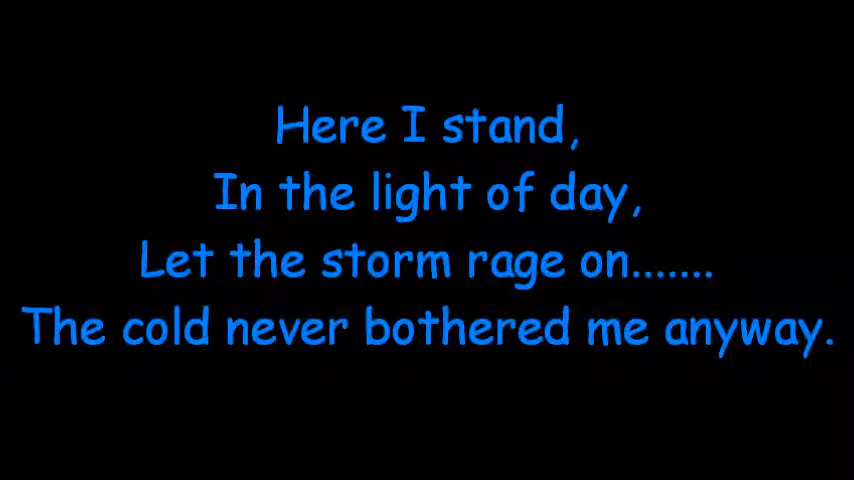 Here I stand,
In the light of day,
Let the storm rage on.......
The cold never bothered me anyway.